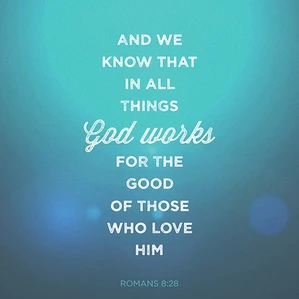 AND WE
KNOW THAT
IN ALL
THINGS
God works
FOR THE
GOOD
OF THOSE
WHO LOVE
HIM
ROMANS 8:28